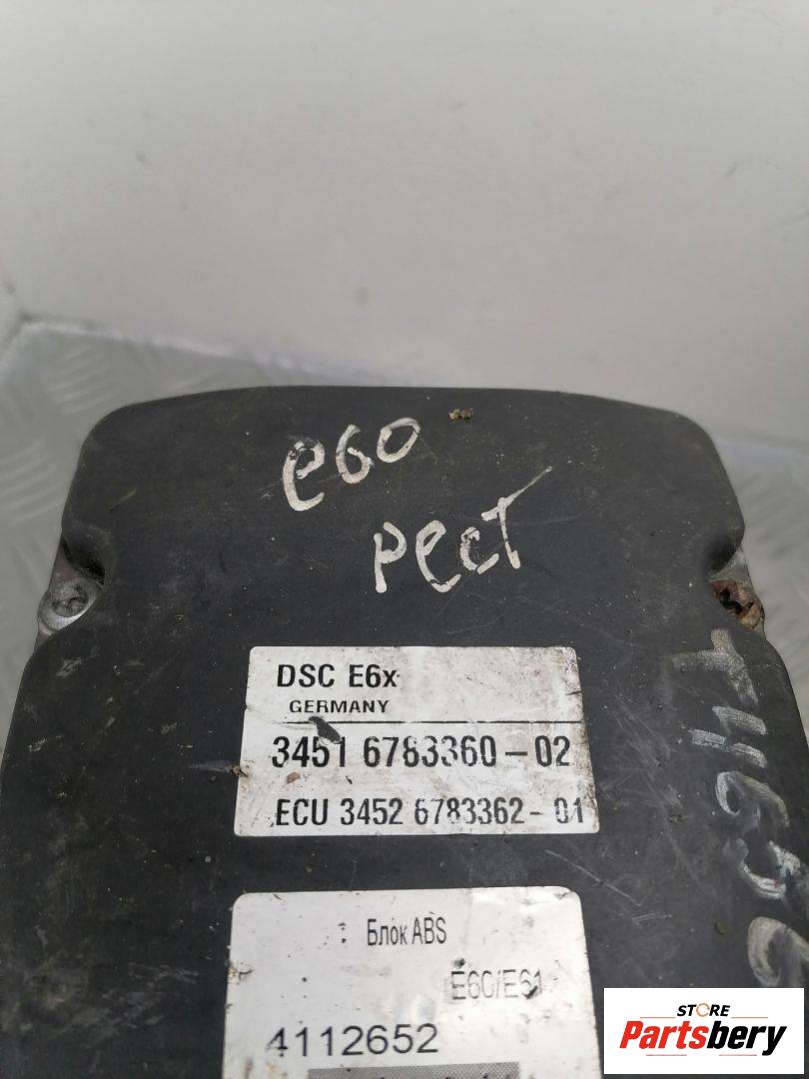 e60
рест
DSC E6x
GERMANY
3451 6783360-02
ECU 3452 6783362-01
: Блок ABS
E60/E61
4112652
T465
STORE
Partsbery